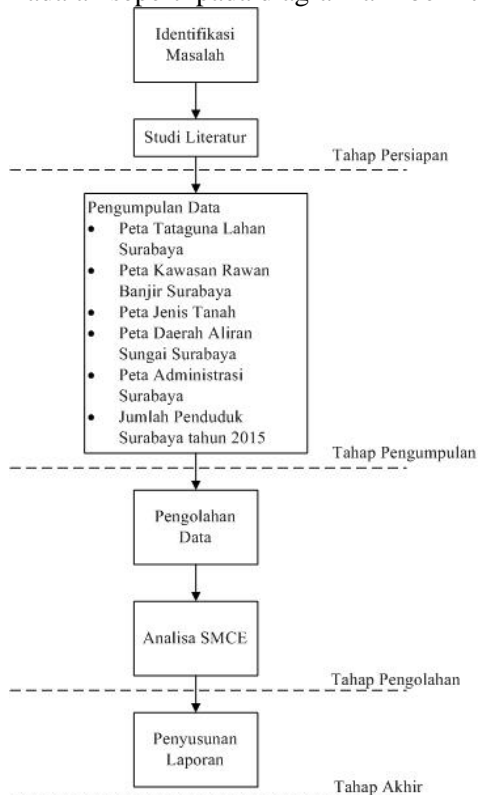 Identifikasi
Masalah
Studi Literatur
Tahap Persiapan
Pengumpulan Data
• Peta Tataguna Lahan
Surabaya
• Peta Kawasan Rawan
Banjir Surabaya
• Peta Jenis Tanah
• Peta Daerah Aliran
Sungai Surabaya
• Peta Administrasi
Surabaya
• Jumlah Penduduk
Surabaya tahun 2015
Tahap Pengumpulan
Pengolahan
Data
Analisa SMCE
Tahap Pengolahan
Penyusunan
Laporan
Tahap Akhir